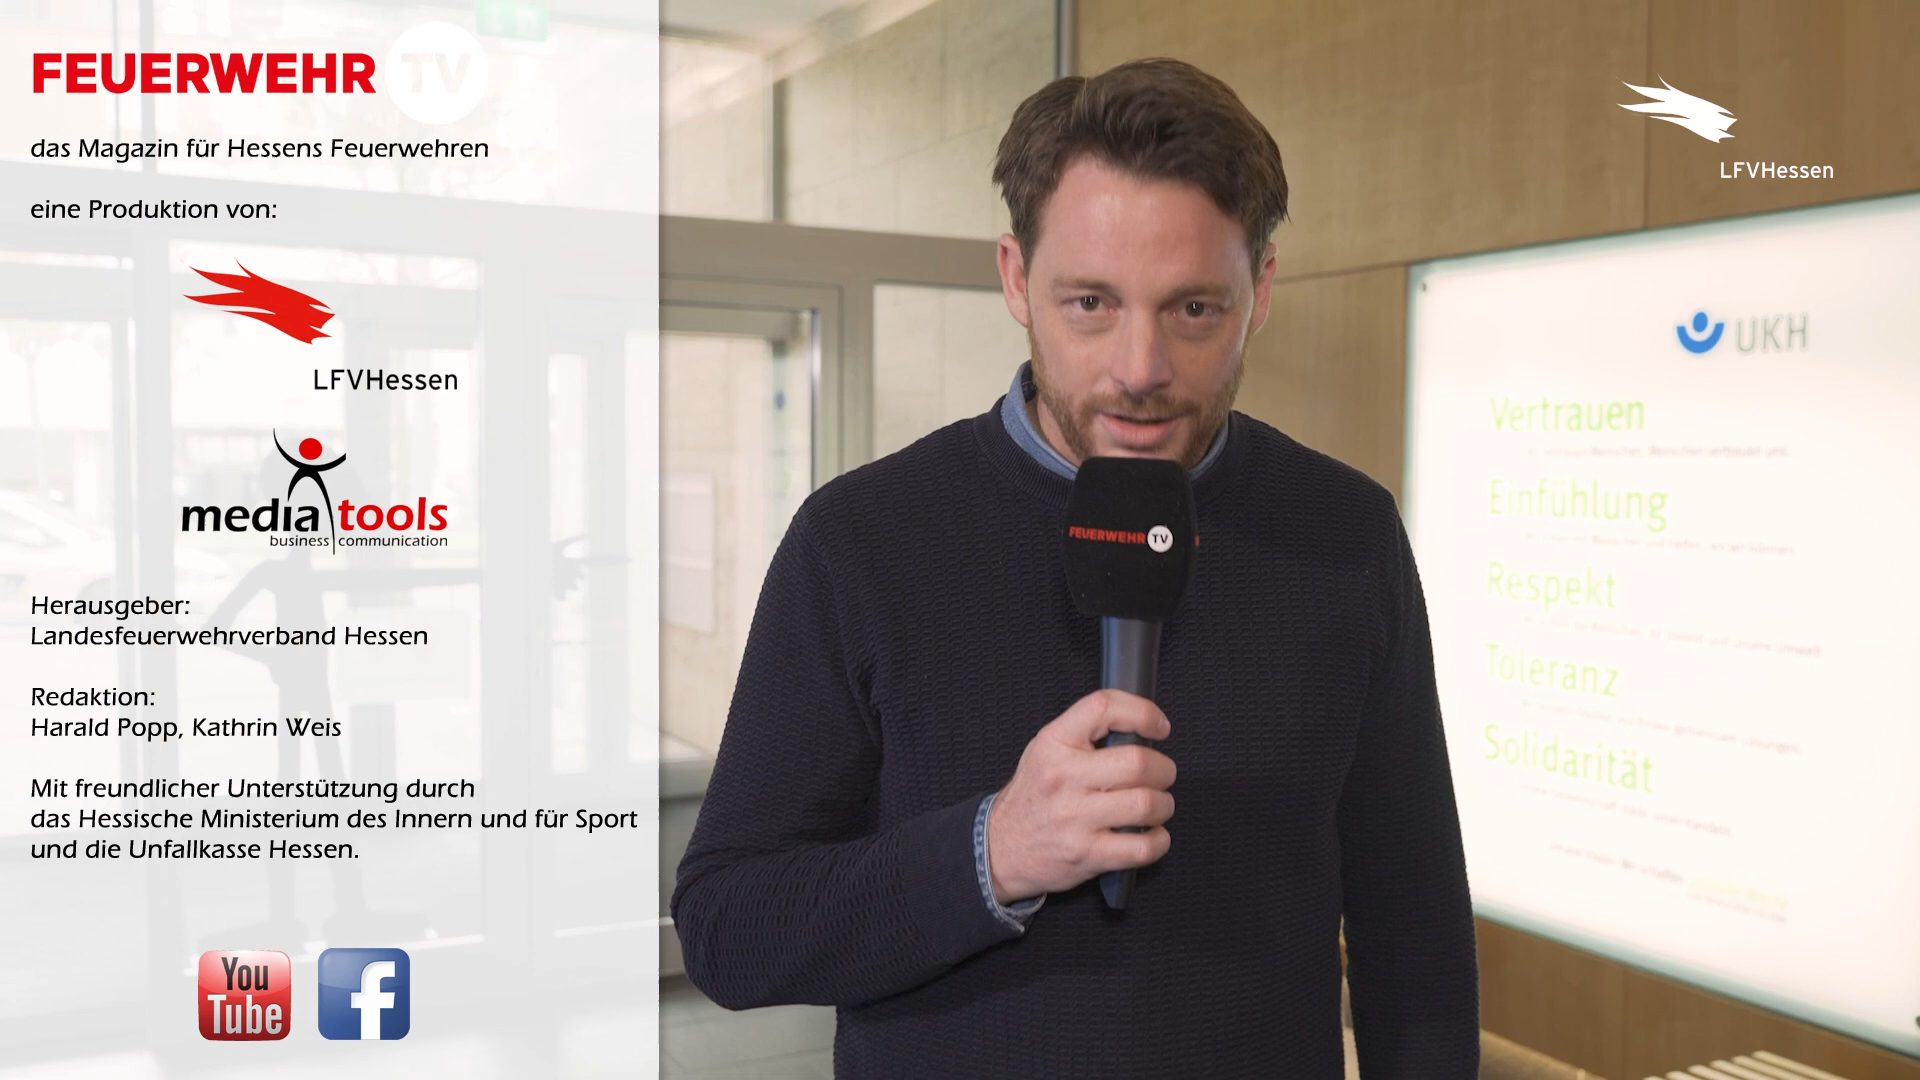 FEUERWEHR TV
das Magazin für Hessens Feuerwehren
eine Produktion von:
LFVHessen
media tools
business communication
Herausgeber:
Landesfeuerwehrverband Hessen
Redaktion:
Harald Popp, Kathrin Weis
Mit freundlicher Unterstützung durch
das Hessische Ministerium des Innern und für Sport
und die Unfallkasse Hessen.
You
Tube
f
FEUERWEHR TV
LFVHessen
UKH
Vertrauen
Einfühlung
Respekt
Toleranz
Solidarität